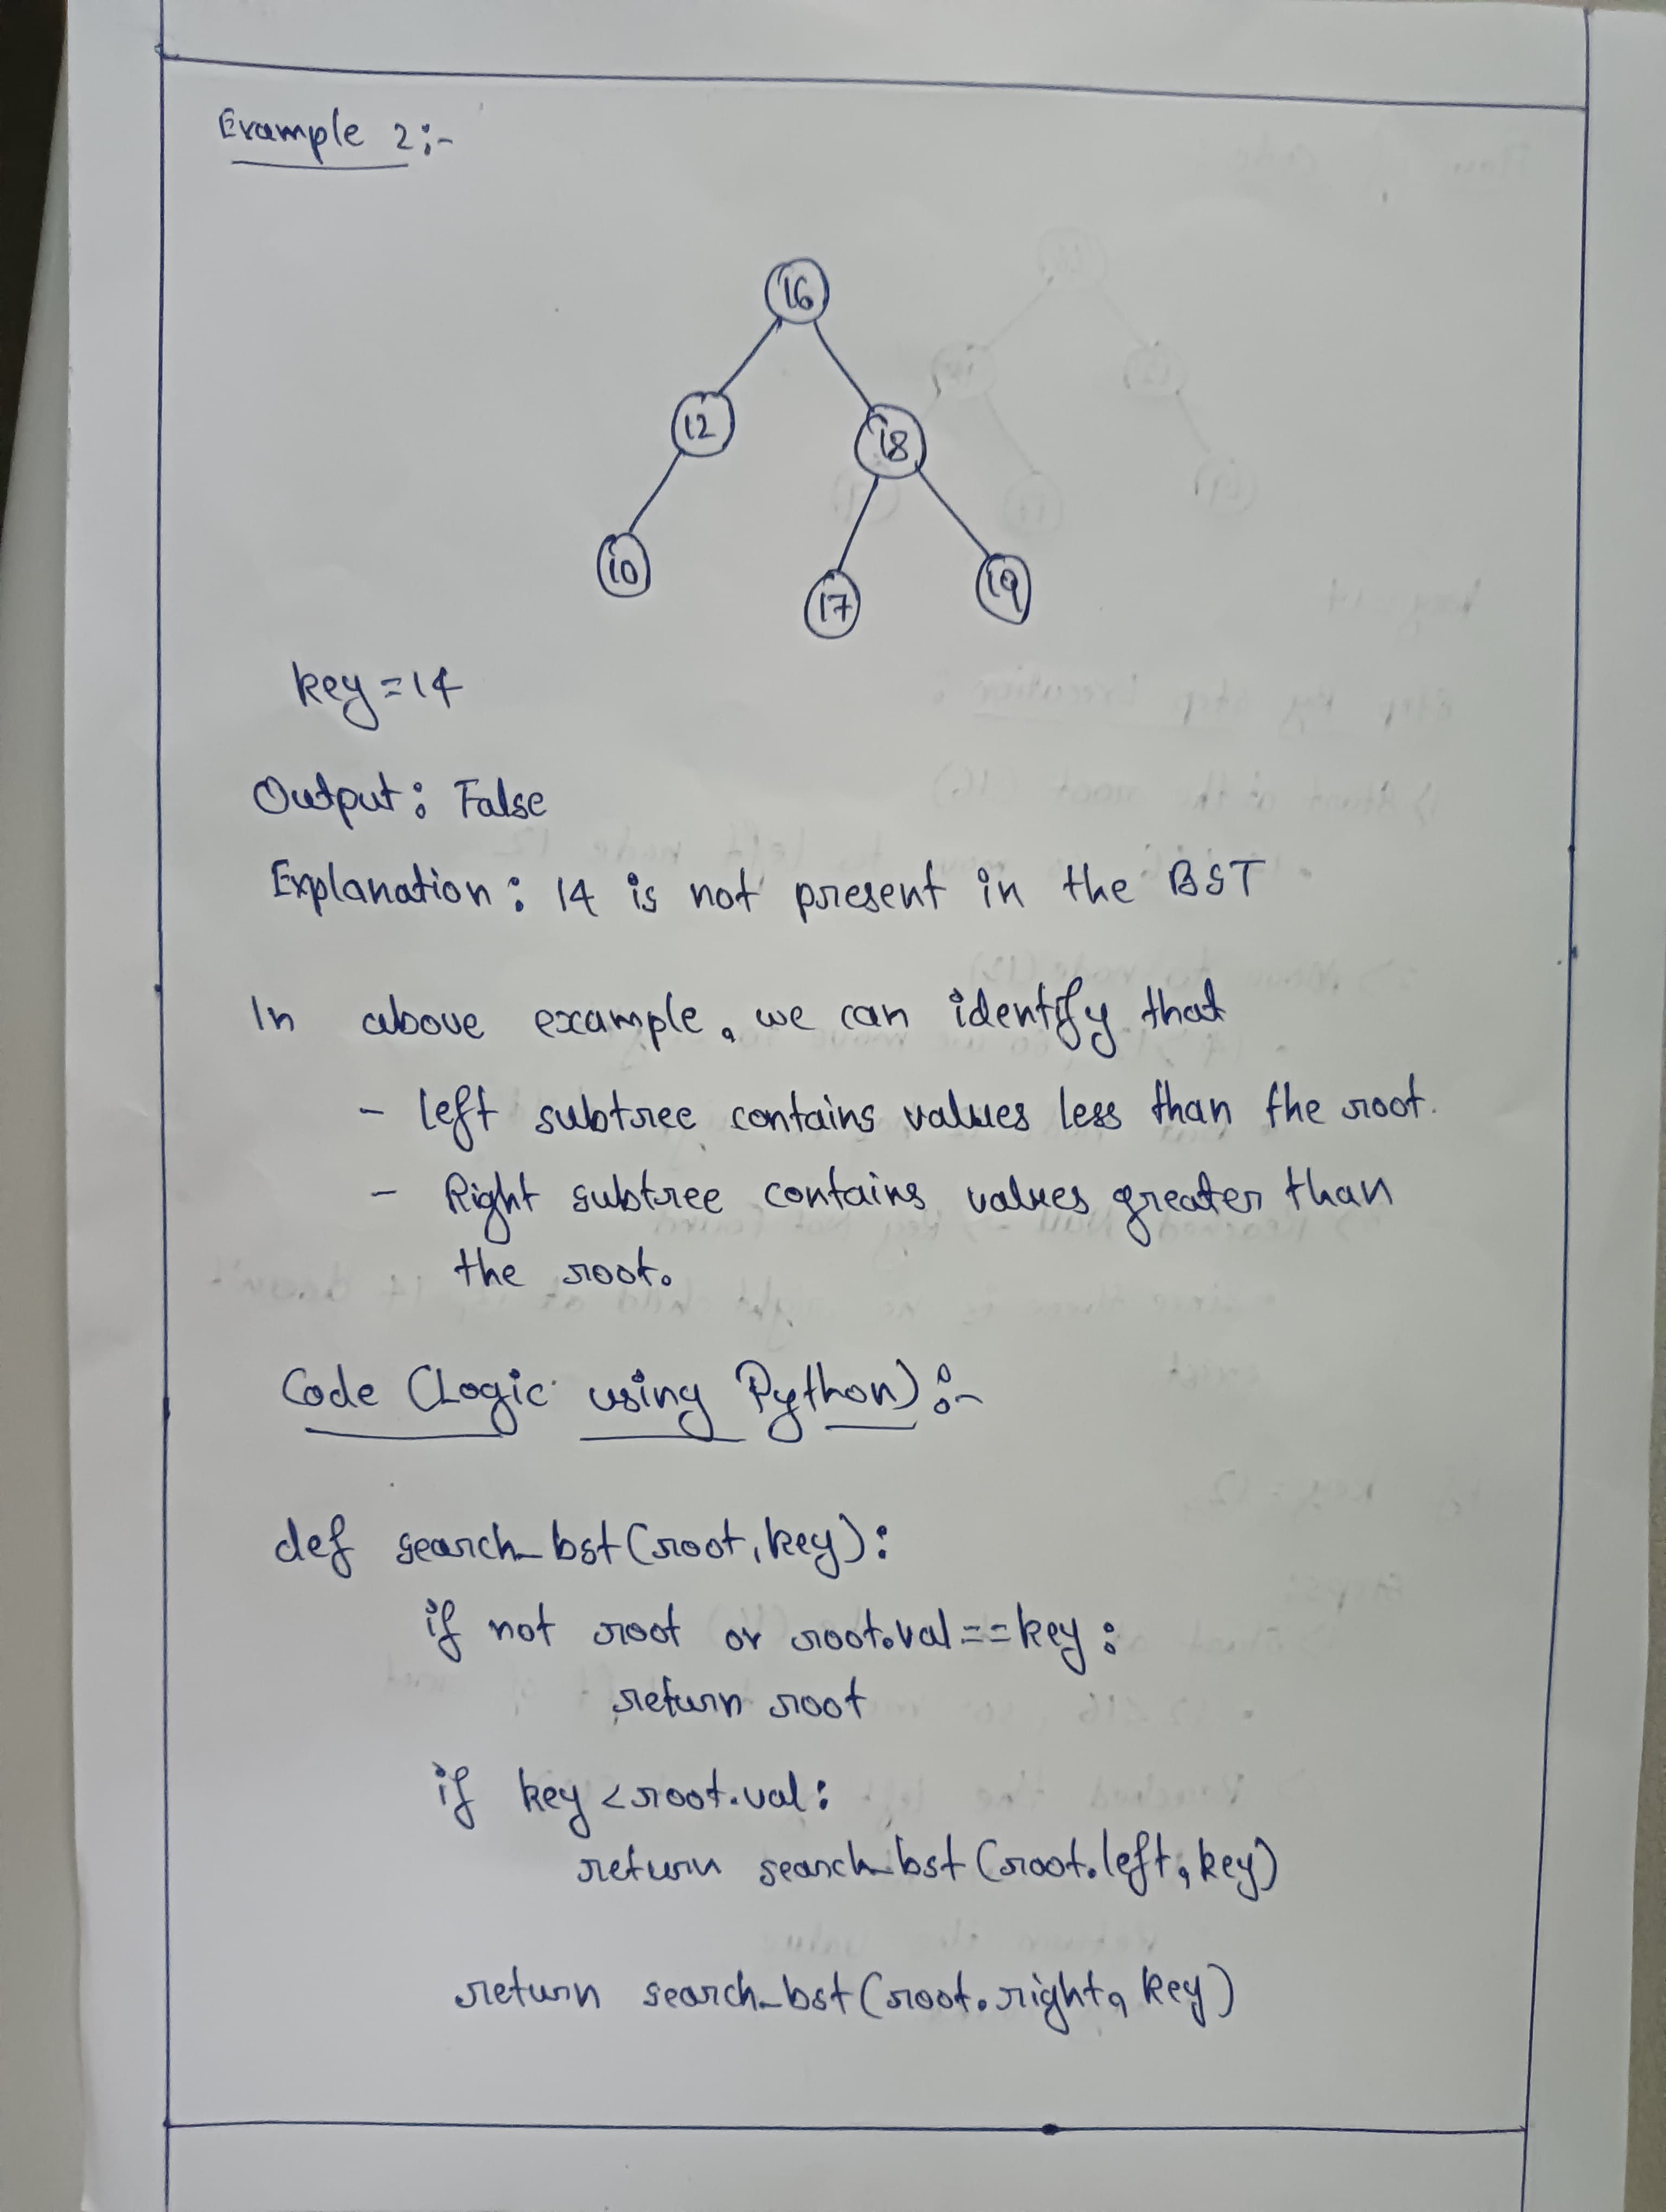 Example 2:-
16
12
18
10
17
19
key=14
Output: False
Explanation: 14 is not present in the BST
In above example, we can identify that
- left subtree contains values less than the root.
- Right subtree contains values greater than
the root.
Code (Logic using Python):-
def search_bst(root, key):
if not root or root.val==key:
return root
if key<root.val:
return search_bst(root.left, key)
return search_bst(root.right, key)